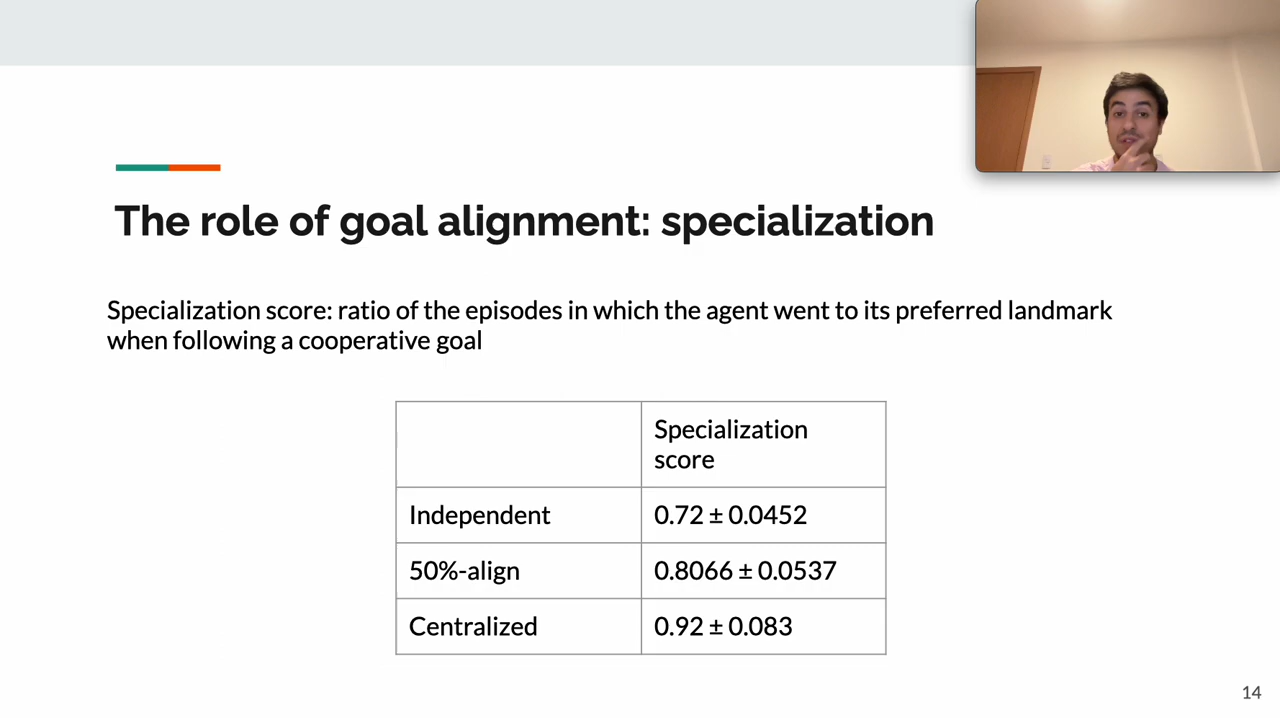 The role of goal alignment: specialization
Specialization score: ratio of the episodes in which the agent went to its preferred landmark
when following a cooperative goal
Specialization
score
Independent 0.72 ± 0.0452
50%-align 0.8066 ± 0.0537
Centralized 0.92 ± 0.083
14